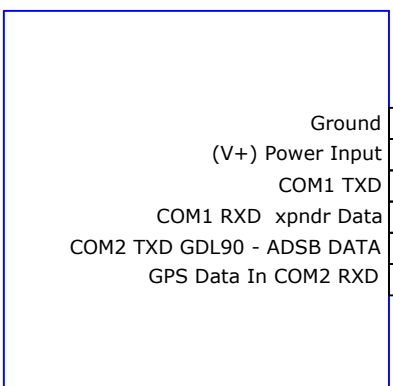 Ground
(V+) Power Input
COM1 TXD
COM1 RXD  xpndr Data
COM2 TXD GDL90 - ADSB DATA
GPS Data In COM2 RXD